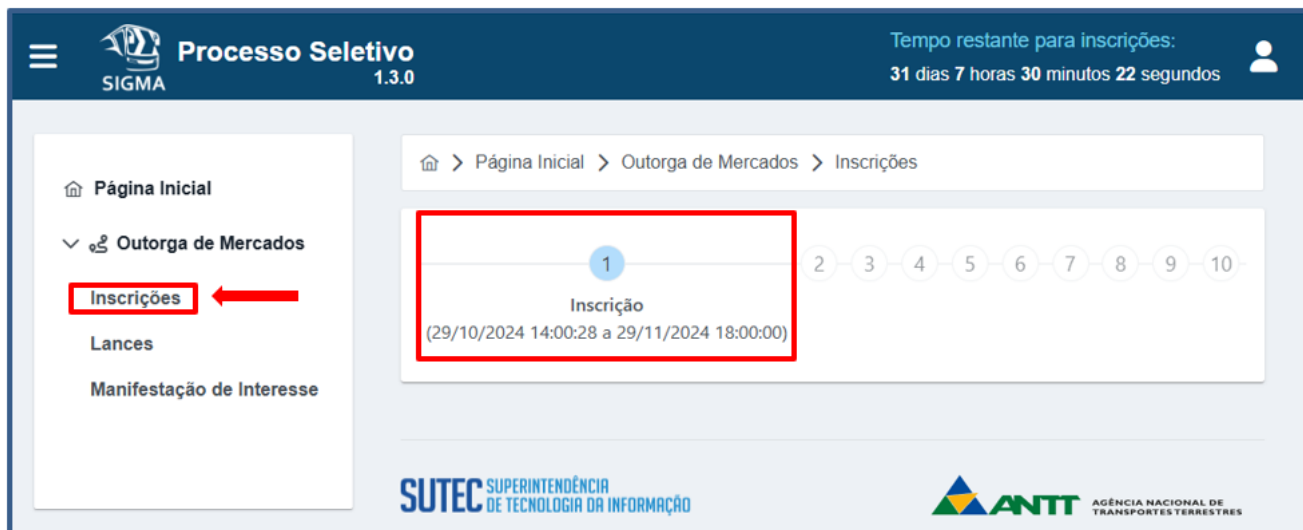 SIGMA
Processo Seletivo
1.3.0
Tempo restante para inscrições:
31 dias 7 horas 30 minutos 22 segundos
Página Inicial
Outorga de Mercados
Inscrições
Lances
Manifestação de Interesse
Página Inicial > Outorga de Mercados > Inscrições
1 2 3 4 5 6 7 8 9 10
Inscrição
(29/10/2024 14:00:28 a 29/11/2024 18:00:00)
SUTEC SUPERINTENDÊNCIA
DE TECNOLOGIA DA INFORMAÇÃO
ANTT AGÊNCIA NACIONAL DE
TRANSPORTES TERRESTRES